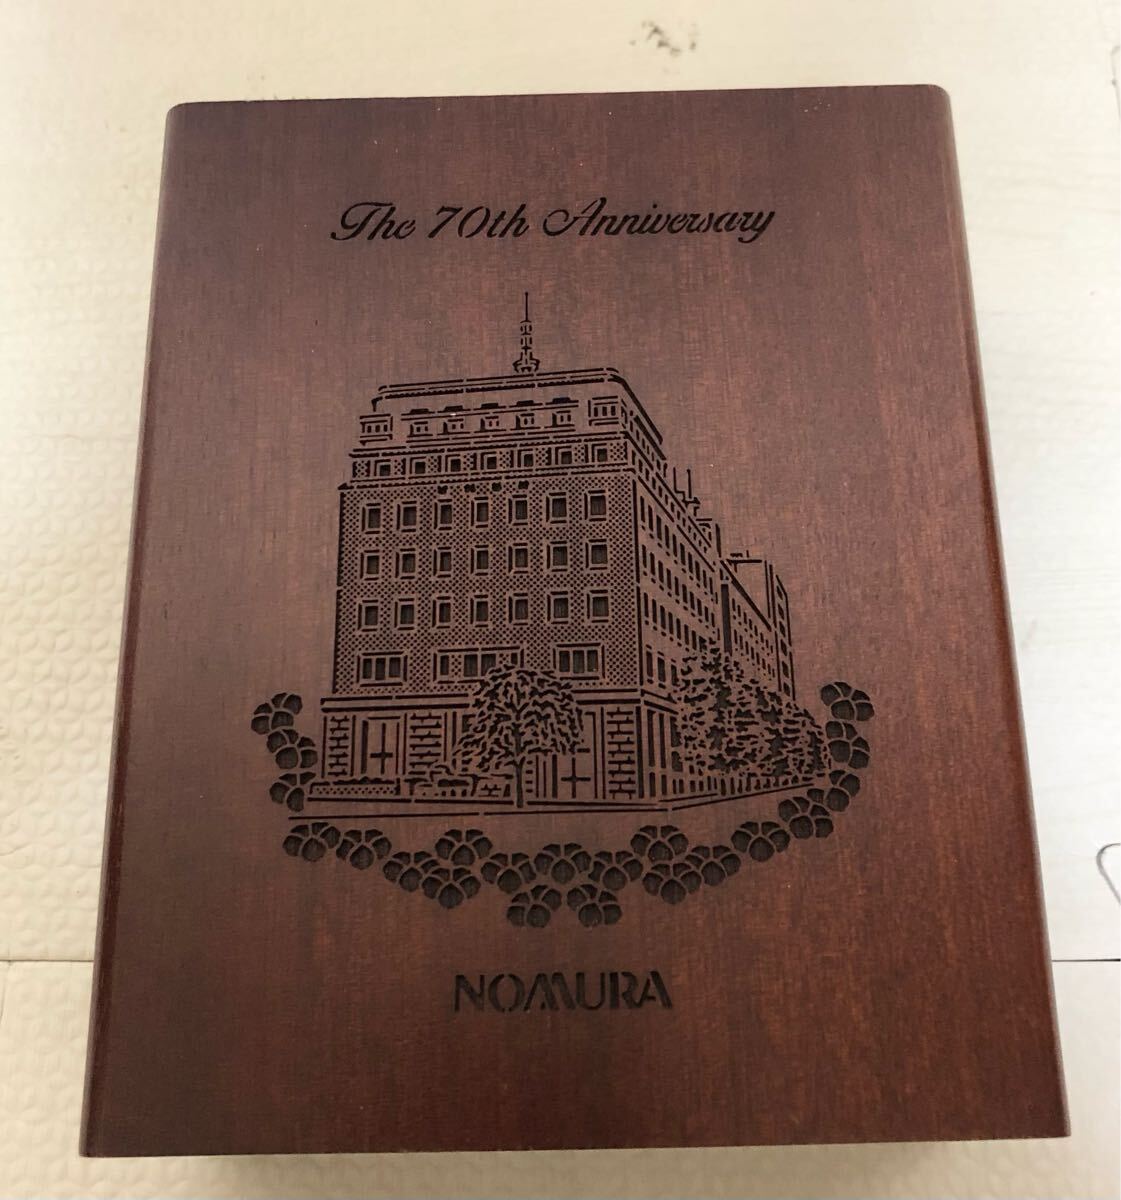 The 70th Anniversary
NOMURA